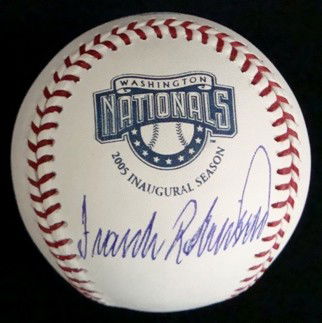 WASHINGTON
NATIONALS
2005 INAUGURAL SEASON
Frank Robinson